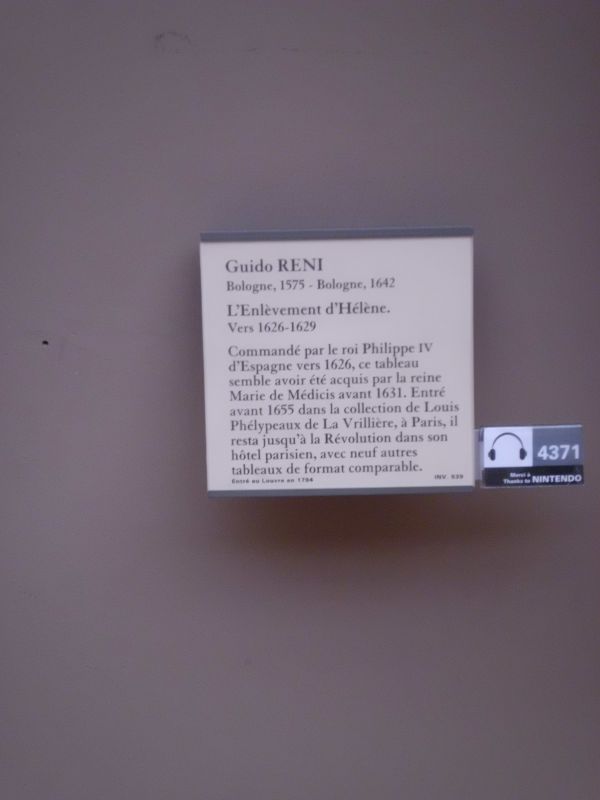 Guido RENI
Bologne, 1575 - Bologne, 1642
L'Enlèvement d'Hélène.
Vers 1626-1629
Commandé par le roi Philippe IV
d'Espagne vers 1626, ce tableau
semble avoir été acquis par la reine
Marie de Médicis avant 1631. Entré
avant 1655 dans la collection de Louis
Phélypeaux de La Vrillière, à Paris, il
resta jusqu'à la Révolution dans son
hôtel parisien, avec neuf autres
tableaux de format comparable.
Entré au Louvre en 1794
INV. 539
4371
Merci à
Thanks to NINTENDO